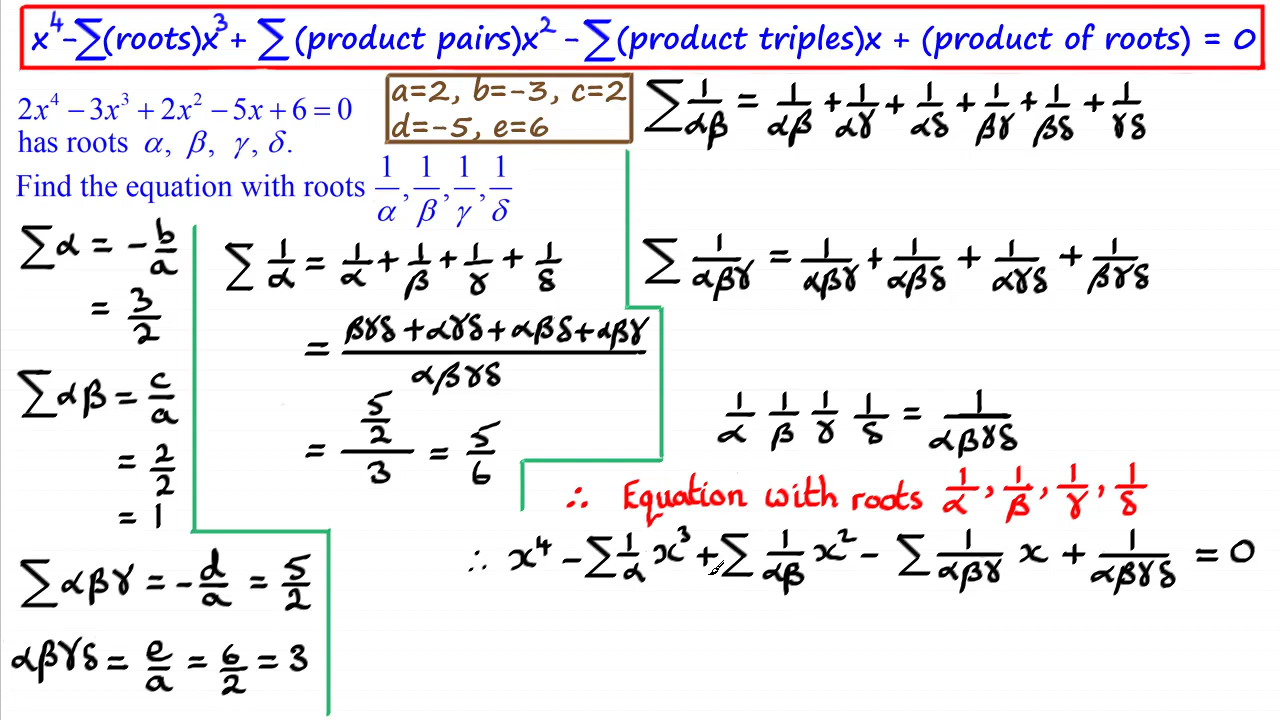 x⁴ - ∑(roots)x³ + ∑(product pairs)x² - ∑(product triples)x + (product of roots) = 0
2x⁴ − 3x³ + 2x² − 5x + 6 = 0
has roots α, β, γ, δ.
Find the equation with roots 1/α, 1/β, 1/γ, 1/δ
a=2, b=-3, c=2
d=-5, e=6
∑α = -b/a
= 3/2
∑αβ = c/a
= 2/2
= 1
∑αβγ = -d/a = 5/2
αβγδ = e/a = 6/2 = 3
∑ 1/α = 1/α + 1/β + 1/γ + 1/δ
= (βγδ + αγδ + αβδ + αβγ)/αβγδ
= (5/2)/3 = 5/6
∑ 1/αβ = 1/αβ + 1/αγ + 1/αδ + 1/βγ + 1/βδ + 1/γδ
∑ 1/αβγ = 1/αβγ + 1/αβδ + 1/αγδ + 1/βγδ
1/α 1/β 1/γ 1/δ = 1/αβγδ
∴ Equation with roots 1/α, 1/β, 1/γ, 1/δ
∴ x⁴ - ∑ 1/α x³ + ∑ 1/αβ x² - ∑ 1/αβγ x + 1/αβγδ = 0